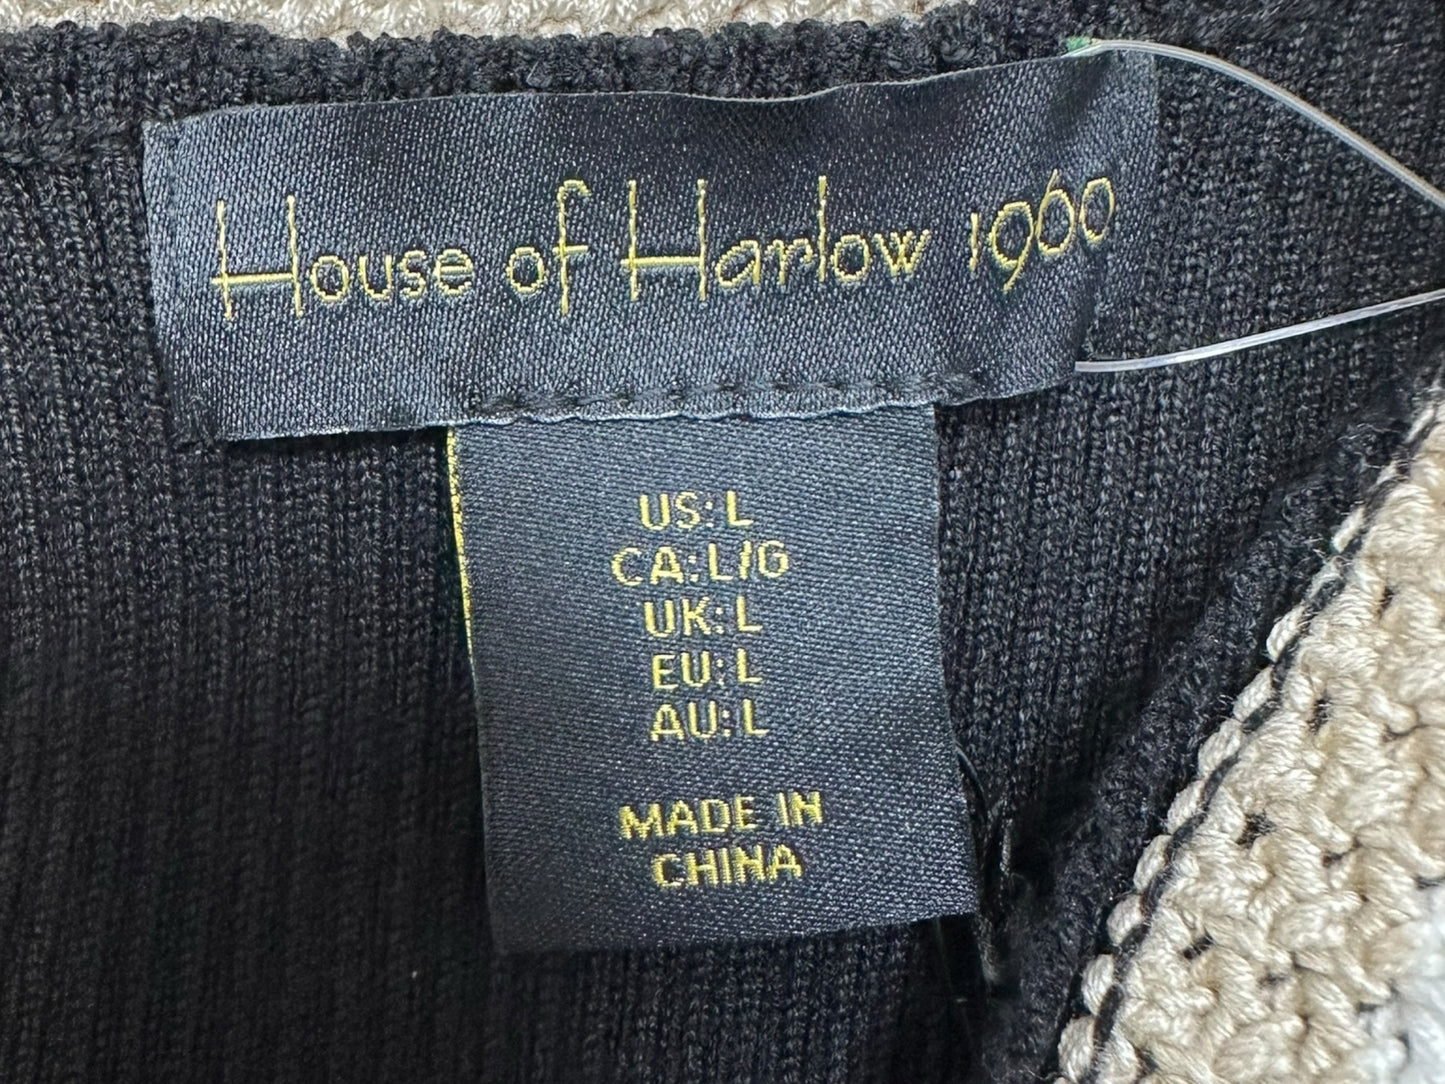 House of Harlow 1960
US: L
CA: L/G
UK: L
EU: L
AU: L
MADE IN
CHINA